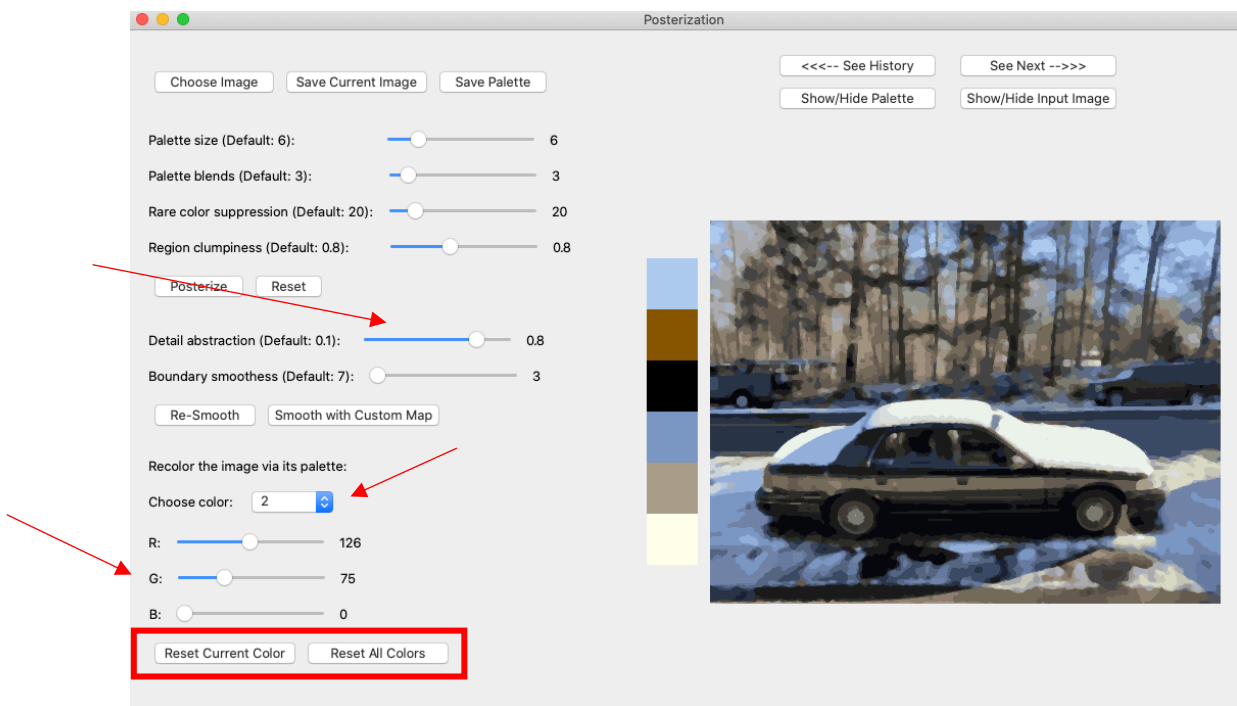 Posterization
<<<-- See History
See Next -->>>
Choose Image
Save Current Image
Save Palette
Show/Hide Palette
Show/Hide Input Image
Palette size (Default: 6):
6
Palette blends (Default: 3):
3
Rare color suppression (Default: 20):
20
Region clumpiness (Default: 0.8):
0.8
Posterize
Reset
Detail abstraction (Default: 0.1):
0.8
Boundary smoothess (Default: 7):
3
Re-Smooth
Smooth with Custom Map
Recolor the image via its palette:
Choose color:
2
R:
126
G:
75
B:
0
Reset Current Color
Reset All Colors